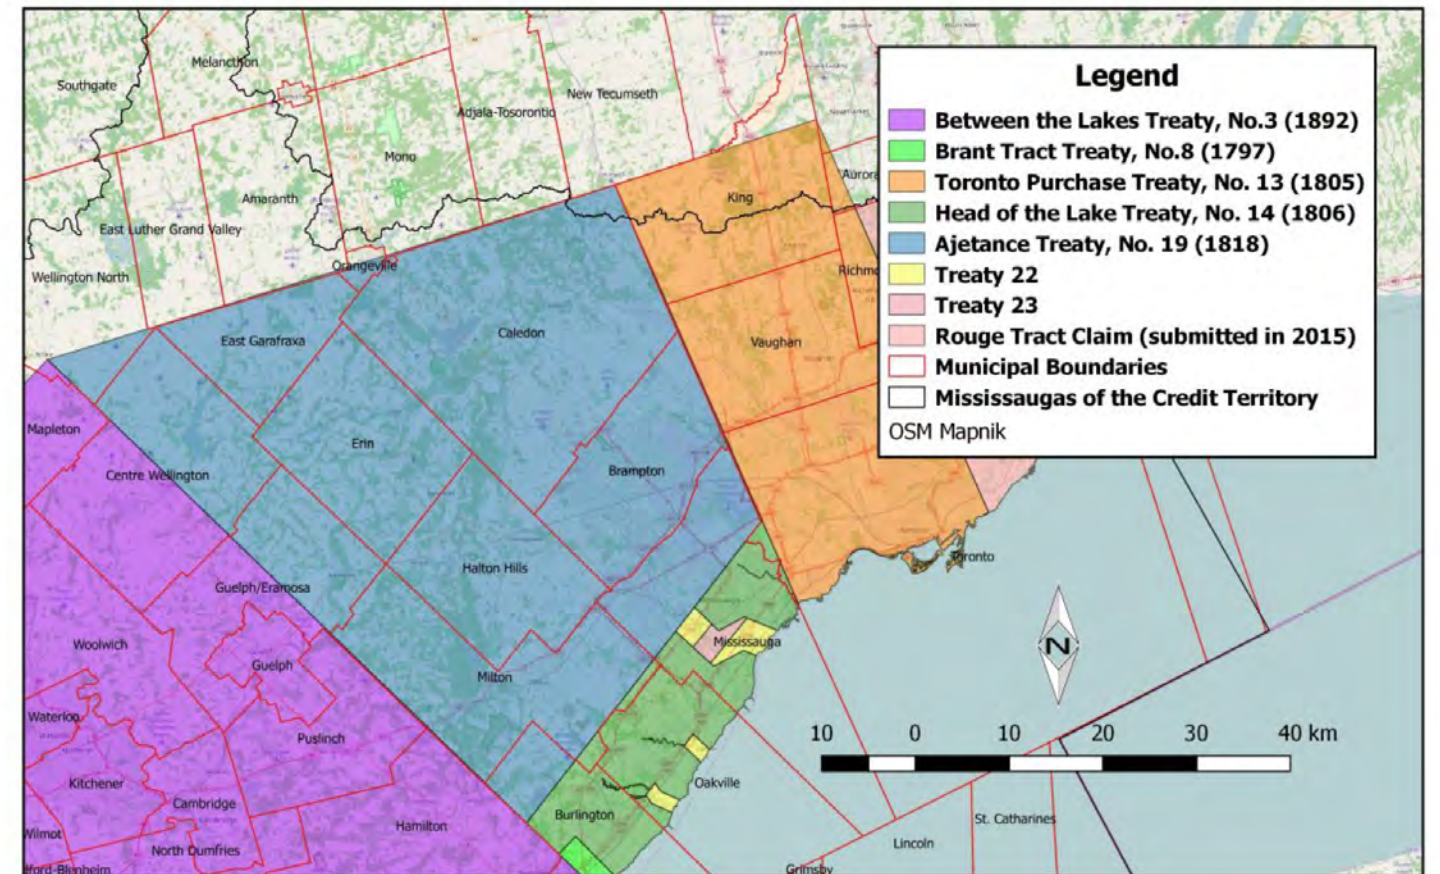 Legend
Between the Lakes Treaty, No.3 (1892)
Brant Tract Treaty, No.8 (1797)
Toronto Purchase Treaty, No. 13 (1805)
Head of the Lake Treaty, No. 14 (1806)
Ajetance Treaty, No. 19 (1818)
Treaty 22
Treaty 23
Rouge Tract Claim (submitted in 2015)
Municipal Boundaries
Mississaugas of the Credit Territory
OSM Mapnik
Melancthon
Southgate
New Tecumseth
Adjala-Tosorontio
Mono
Aurora
Amaranth
King
East Luther Grand Valley
Orangeville
Richmo
Wellington North
Caledon
East Garafraxa
Vaughan
Mapleton
Erin
Centre Wellington
Brampton
Toronto
Halton Hills
Guelph/Eramosa
Woolwich
Mississauga
N
Guelph
Milton
Waterloo
Puslinch
10 0 10 20 30 40 km
Kitchener
Oakville
Cambridge
Burlington
St. Catharines
Hamilton
Wilmot
Lincoln
North Dumfries
ford-Blenheim
Grimsby